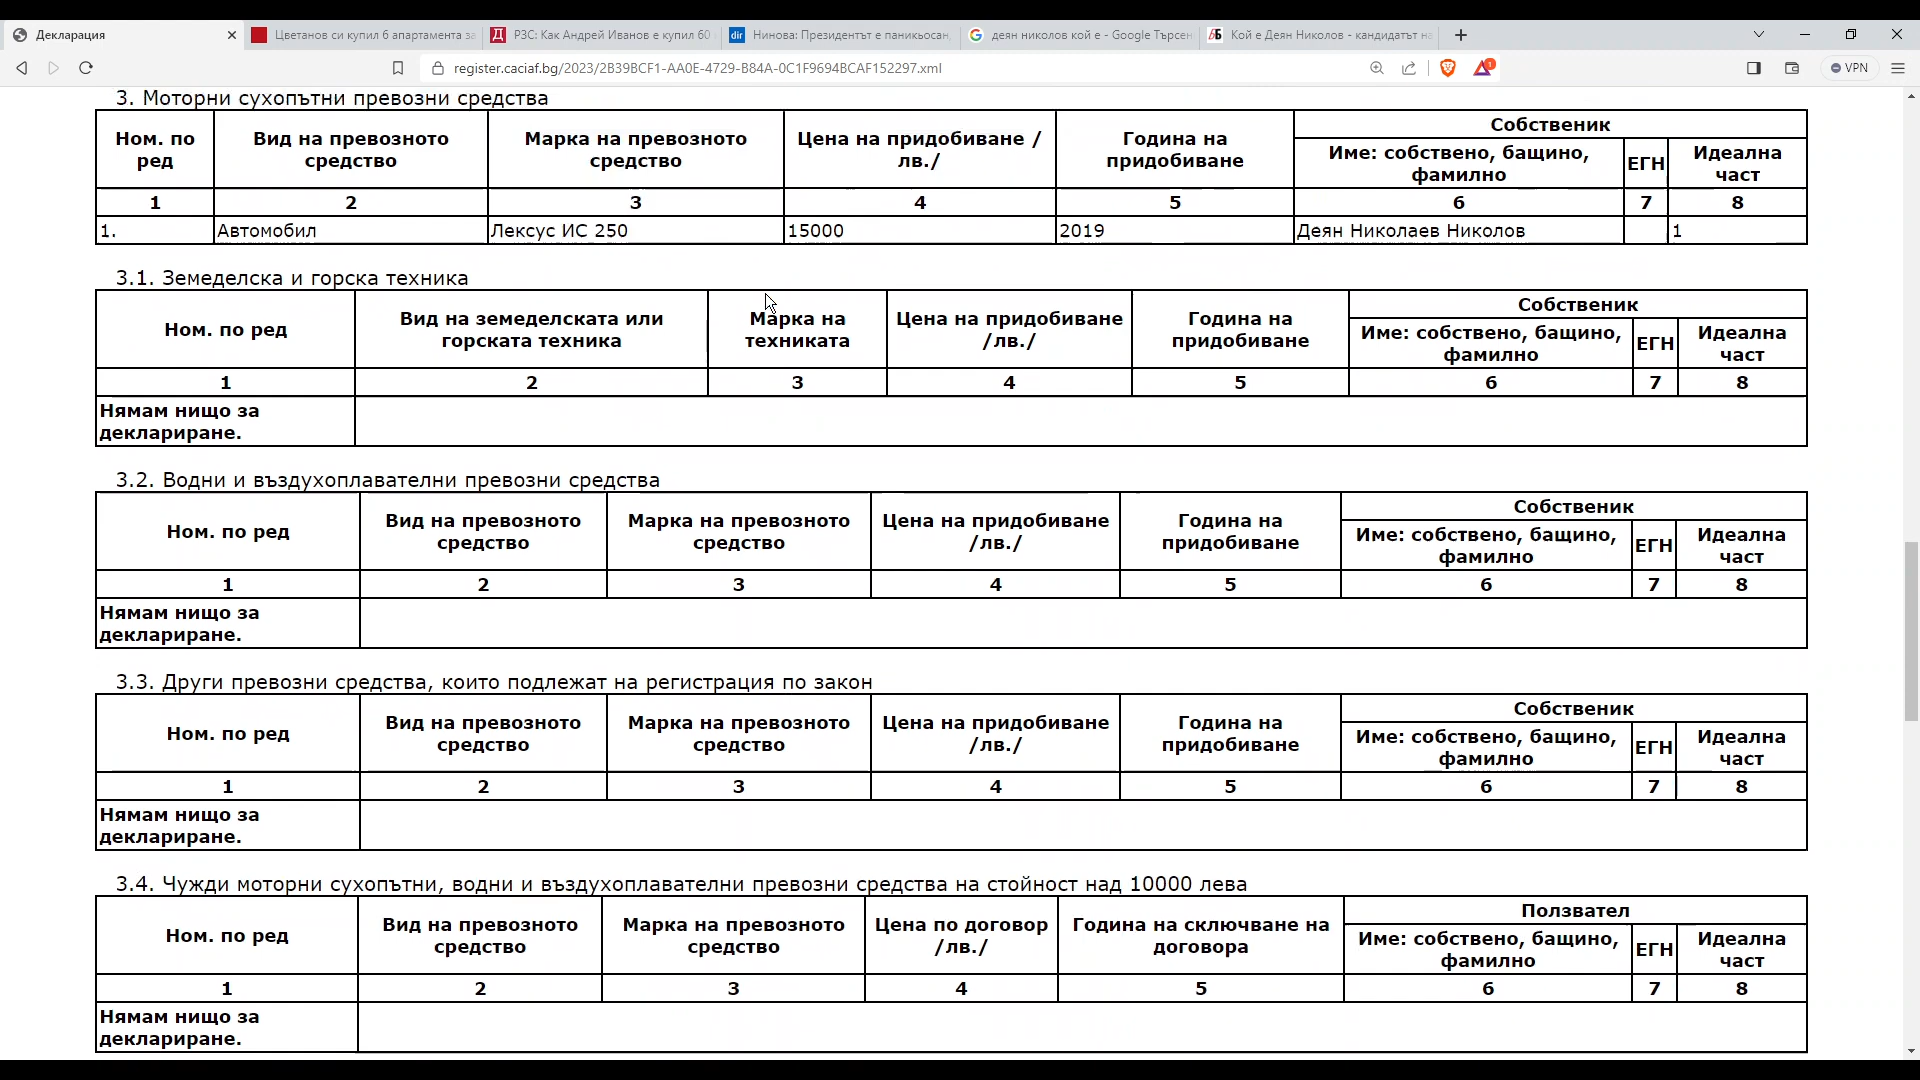 Декларация
Цветанов си купил 6 апартамента за
РЗС: Как Андрей Иванов е купил 60
Нинова: Президентът е паникьосан,
деян николов кой е - Google Търсен
Кой е Деян Николов - кандидатът на
register.caciaf.bg/2023/2B39BCF1-AA0E-4729-B84A-0C1F9694BCAF152297.xml
1
VPN
3. Моторни сухопътни превозни средства
Ном. по ред
Вид на превозното средство
Марка на превозното средство
Цена на придобиване / лв./
Година на придобиване
Собственик
Име: собствено, бащино, фамилно
ЕГН
Идеална част
1 2 3 4 5 6 7 8
1. Автомобил Лексус ИС 250 15000 2019 Деян Николаев Николов 1
3.1. Земеделска и горска техника
Ном. по ред
Вид на земеделската или горската техника
Марка на техниката
Цена на придобиване /лв./
Година на придобиване
Собственик
Име: собствено, бащино, фамилно
ЕГН
Идеална част
1 2 3 4 5 6 7 8
Нямам нищо за деклариране.
3.2. Водни и въздухоплавателни превозни средства
Ном. по ред
Вид на превозното средство
Марка на превозното средство
Цена на придобиване /лв./
Година на придобиване
Собственик
Име: собствено, бащино, фамилно
ЕГН
Идеална част
1 2 3 4 5 6 7 8
Нямам нищо за деклариране.
3.3. Други превозни средства, които подлежат на регистрация по закон
Ном. по ред
Вид на превозното средство
Марка на превозното средство
Цена на придобиване /лв./
Година на придобиване
Собственик
Име: собствено, бащино, фамилно
ЕГН
Идеална част
1 2 3 4 5 6 7 8
Нямам нищо за деклариране.
3.4. Чужди моторни сухопътни, водни и въздухоплавателни превозни средства на стойност над 10000 лева
Ном. по ред
Вид на превозното средство
Марка на превозното средство
Цена по договор /лв./
Година на сключване на договора
Ползвател
Име: собствено, бащино, фамилно
ЕГН
Идеална част
1 2 3 4 5 6 7 8
Нямам нищо за деклариране.